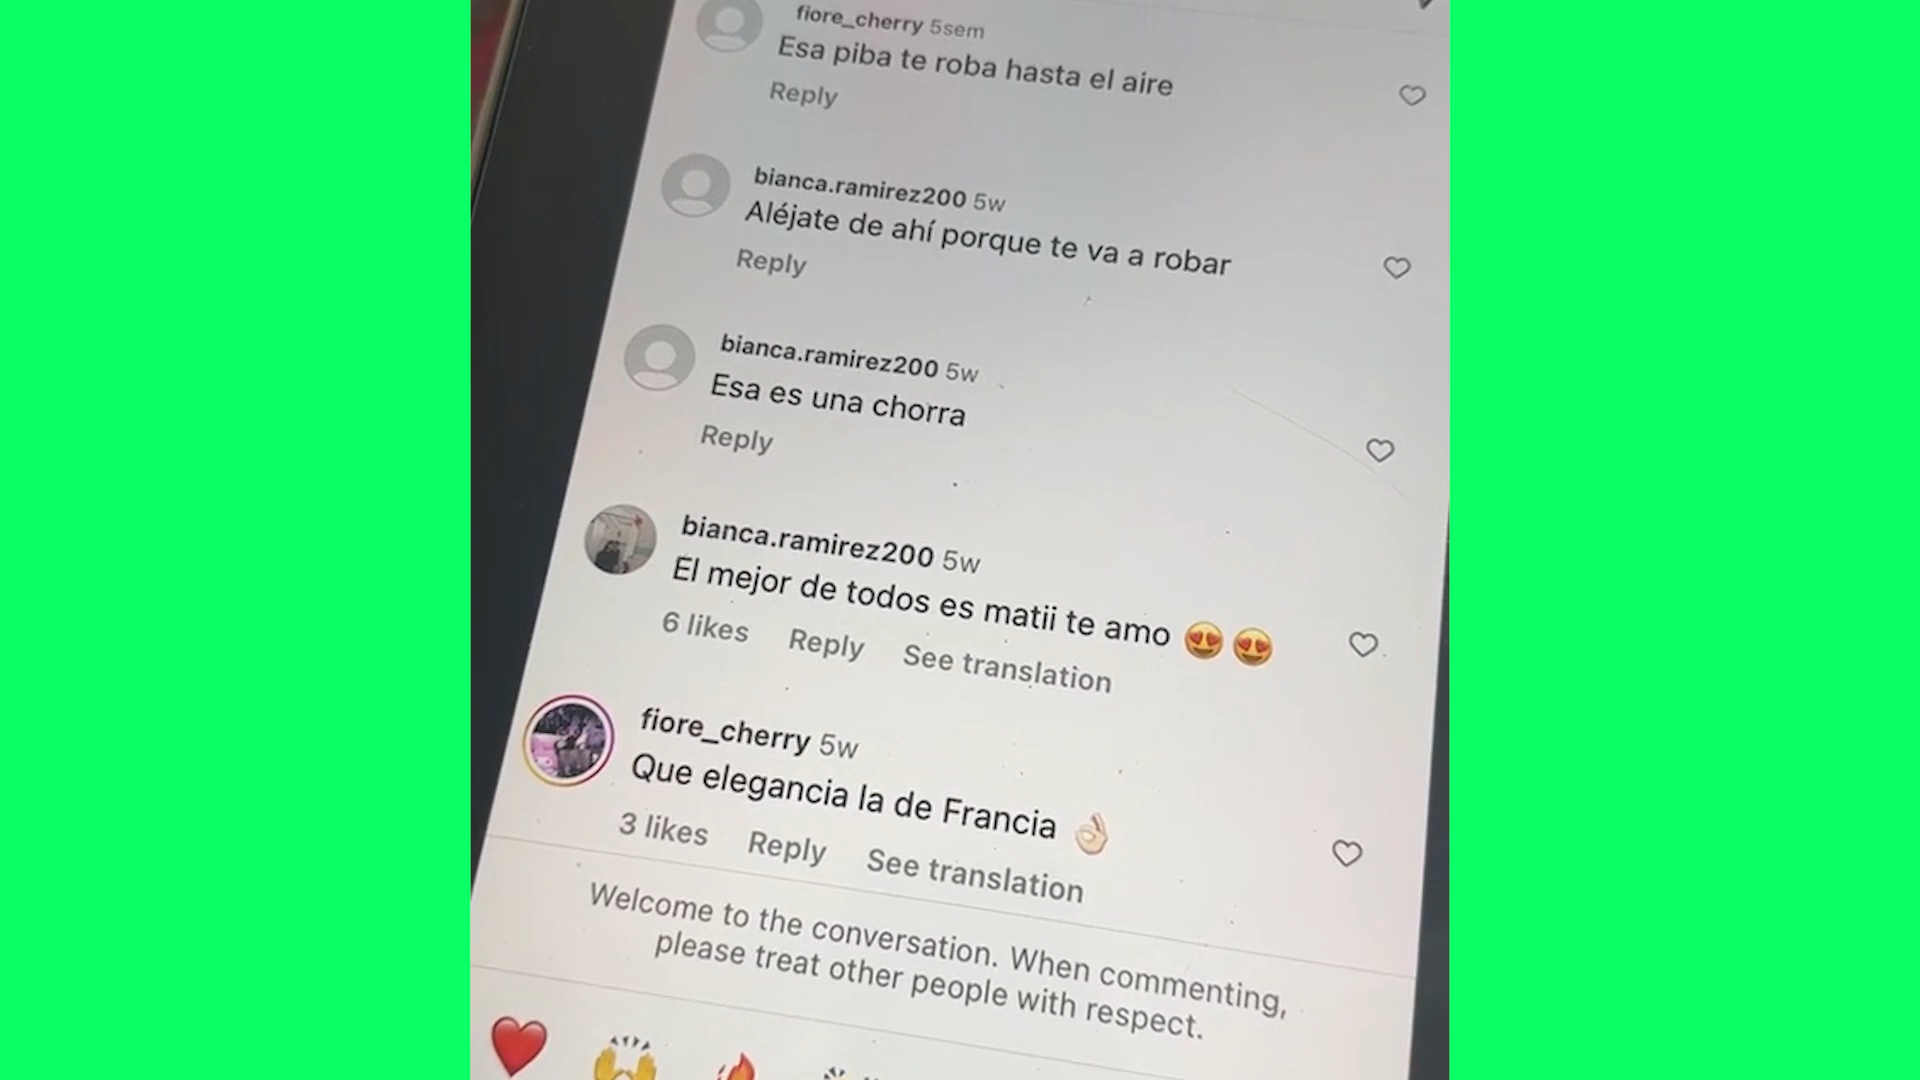 fiore_cherry 5sem
Esa piba te roba hasta el aire
Reply
bianca.ramirez200 5w
Aléjate de ahí porque te va a robar
Reply
bianca.ramirez200 5w
Esa es una chorra
Reply
bianca.ramirez200 5w
El mejor de todos es matii te amo 😍😍
6 likes Reply See translation
fiore_cherry 5w
Que elegancia la de Francia 👌🏻
3 likes Reply See translation
Welcome to the conversation. When commenting,
please treat other people with respect.